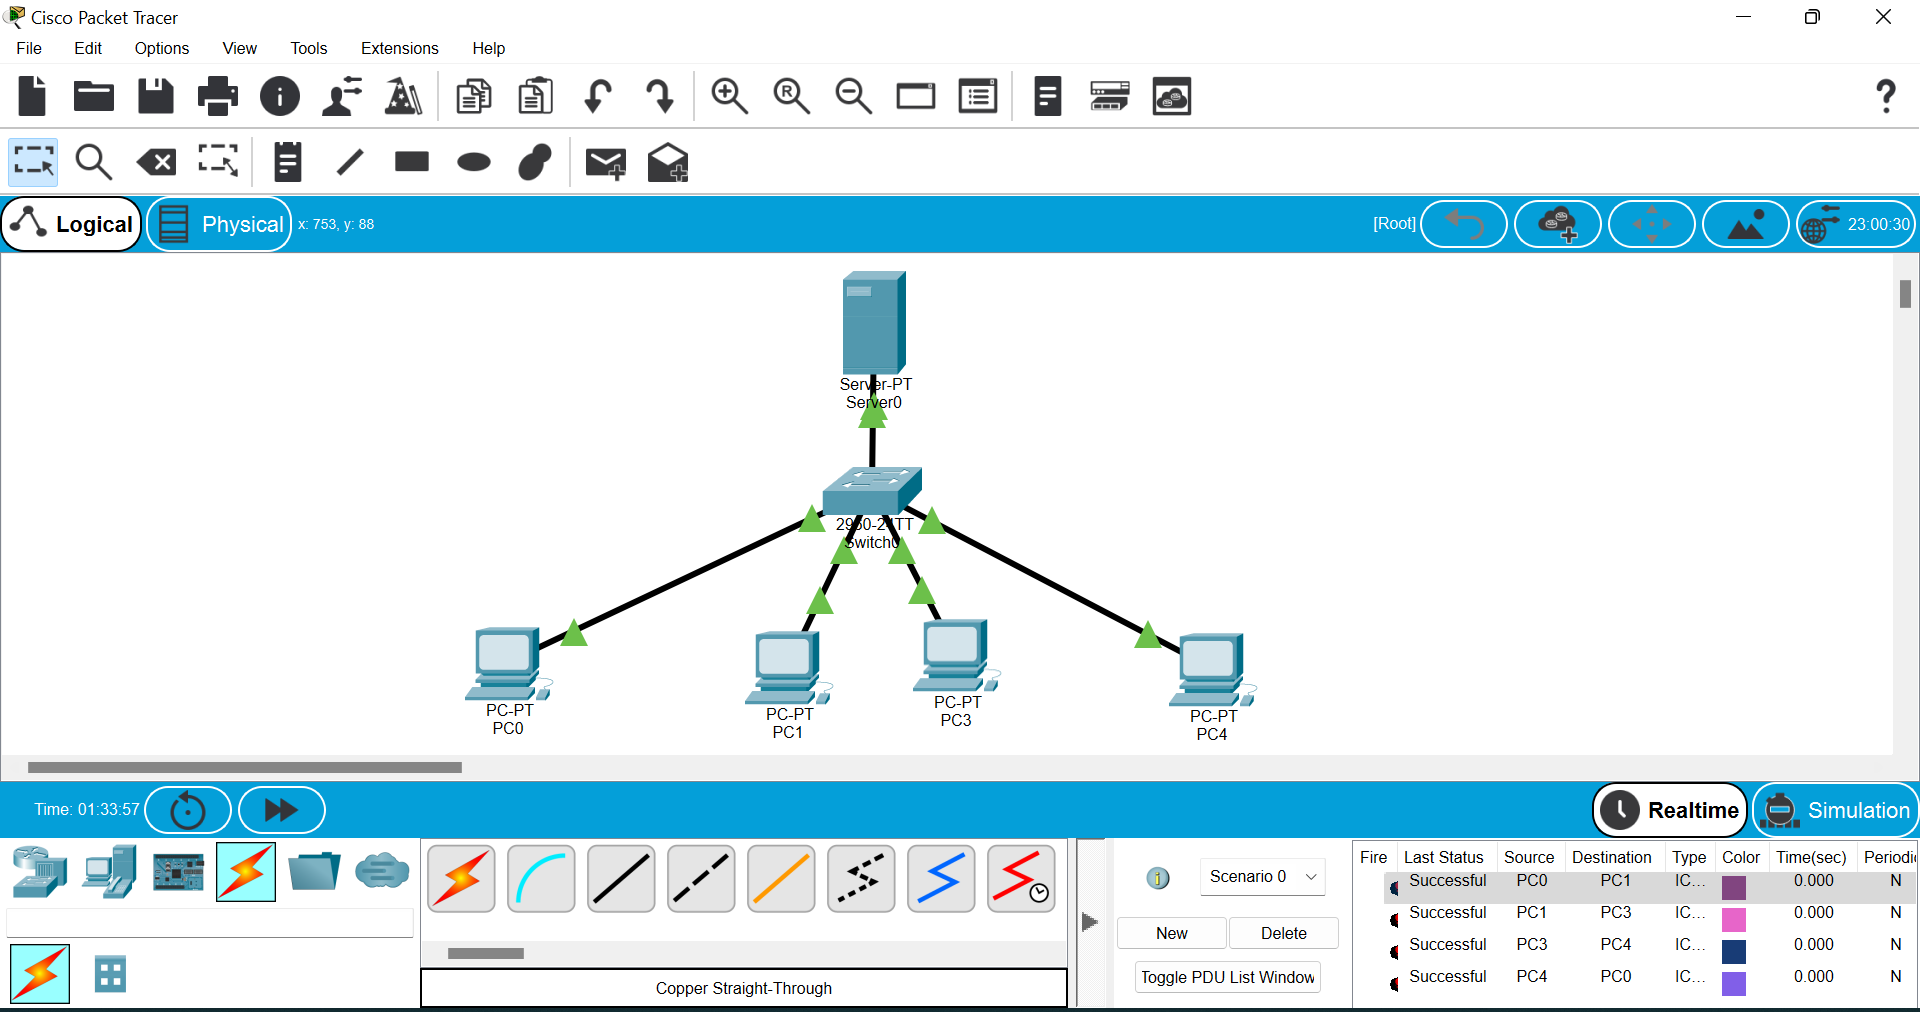 Cisco Packet Tracer
File Edit Options View Tools Extensions Help
Logical Physical x: 753, y: 88 [Root] 23:00:30
Server-PT
Server0
2950-24TT
Switch0
PC-PT
PC0
PC-PT
PC1
PC-PT
PC3
PC-PT
PC4
Time: 01:33:57 Realtime Simulation
Fire Last Status Source Destination Type Color Time(sec) Periodic
Scenario 0
Successful PC0 PC1 IC... 0.000 N
Successful PC1 PC3 IC... 0.000 N
New Delete
Successful PC3 PC4 IC... 0.000 N
Toggle PDU List Window
Successful PC4 PC0 IC... 0.000 N
Copper Straight-Through